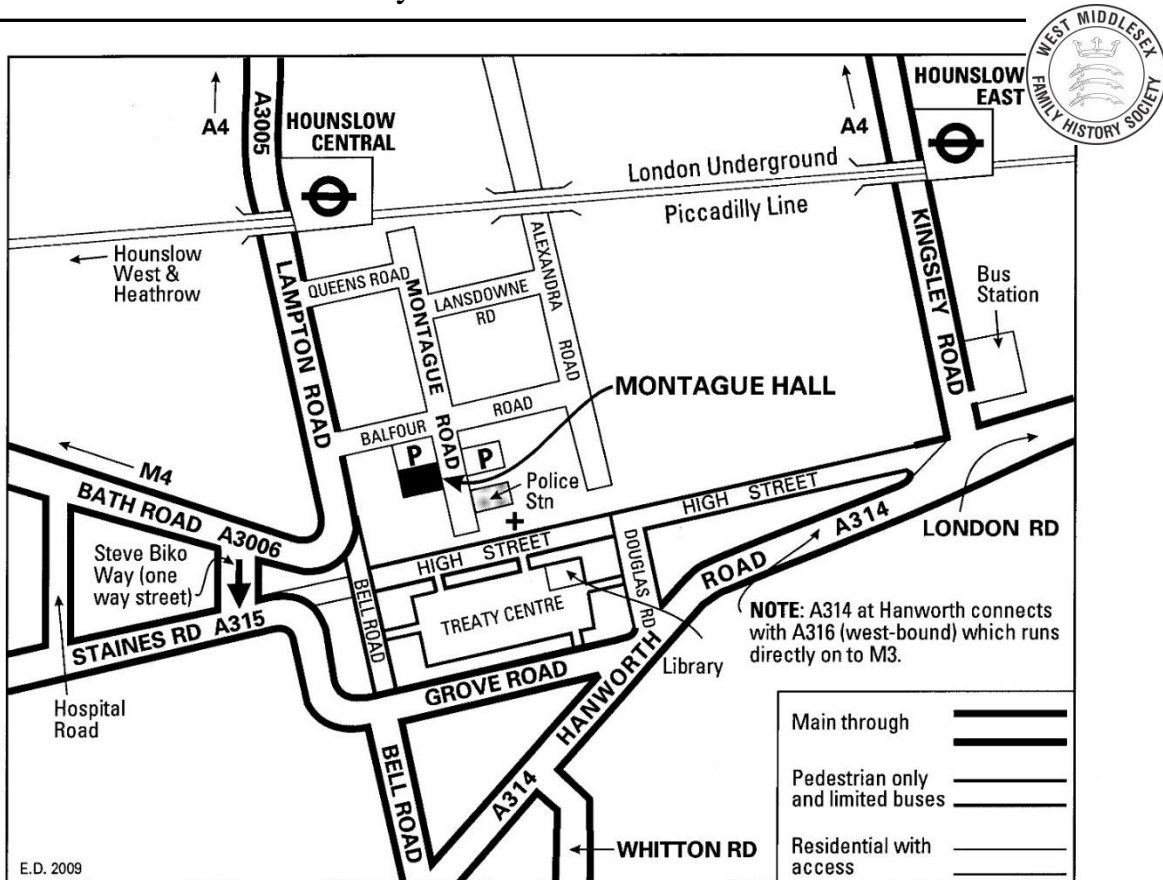 WEST MIDDLESEX
FAMILY HISTORY SOCIETY
A4
A3005
HOUNSLOW
CENTRAL
A4
HOUNSLOW
EAST
London Underground
Piccadilly Line
Hounslow
West &
Heathrow
LAMPTON ROAD
QUEENS ROAD
MONTAGUE ROAD
LANSDOWNE
RD
ALEXANDRA ROAD
KINGSLEY ROAD
Bus
Station
MONTAGUE HALL
BALFOUR ROAD
P
P
Police
Stn
M4
BATH ROAD A3006
Steve Biko
Way (one
way street)
STAINES RD A315
HIGH STREET
HIGH STREET
BELL ROAD
TREATY CENTRE
DOUGLAS RD
HANWORTH ROAD A314
LONDON RD
NOTE: A314 at Hanworth connects
with A316 (west-bound) which runs
directly on to M3.
Library
GROVE ROAD
Hospital
Road
BELL ROAD
A314
WHITTON RD
Main through
Pedestrian only
and limited buses
Residential with
access
E.D. 2009